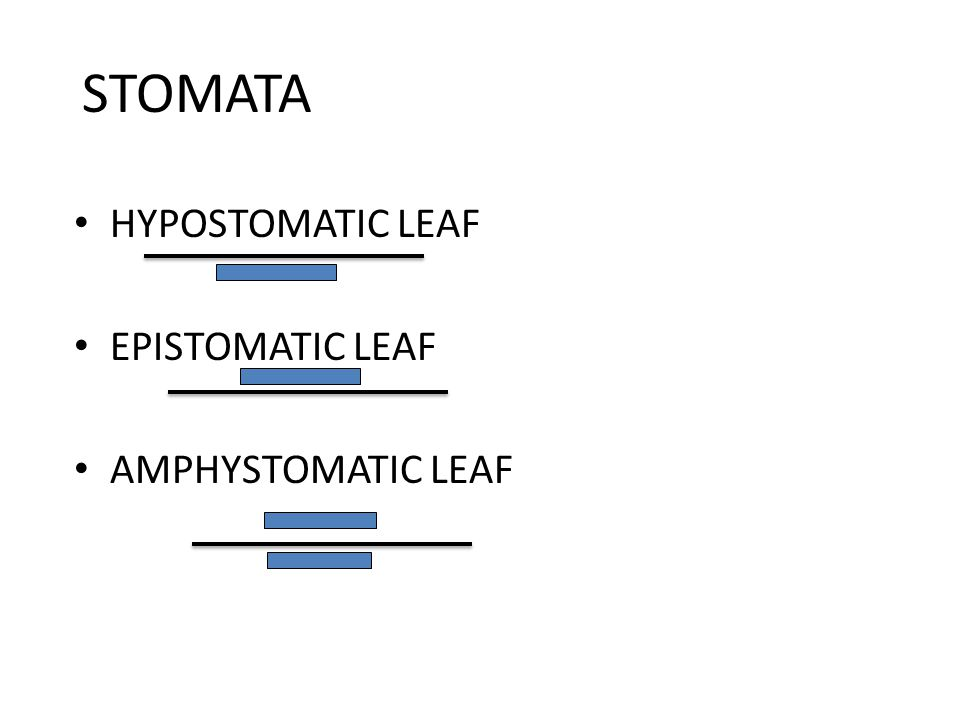 STOMATA
• HYPOSTOMATIC LEAF
• EPISTOMATIC LEAF
• AMPHYSTOMATIC LEAF